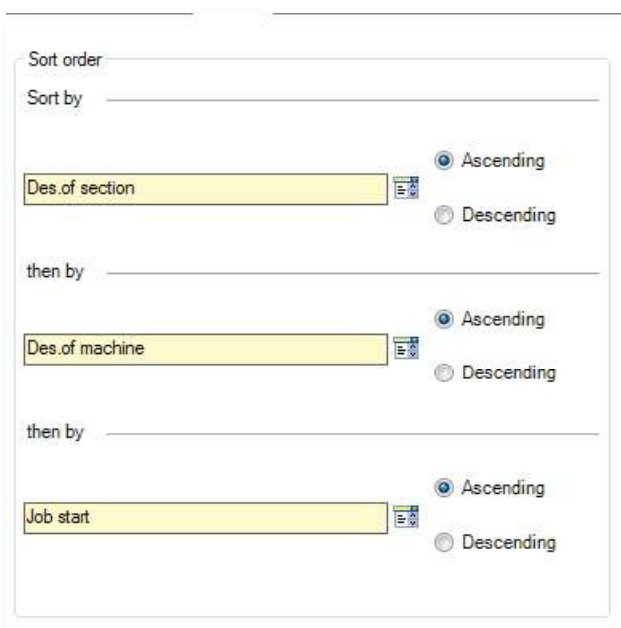 Sort order
Sort by
Ascending
Des.of section
Descending
then by
Ascending
Des.of machine
Descending
then by
Ascending
Job start
Descending